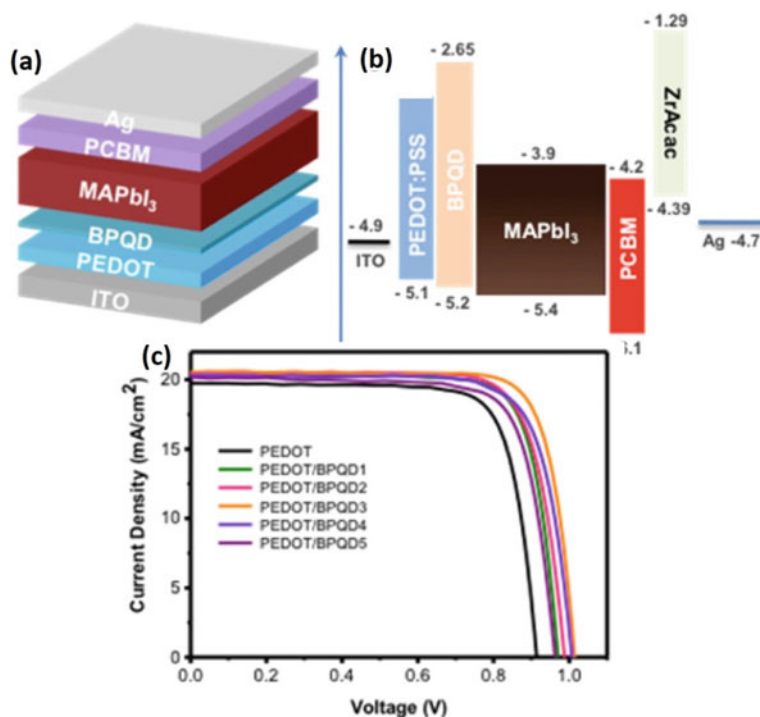 (a)
Ag
PCBM
MAPbI₃
BPQD
PEDOT
ITO
(b)
- 1.29
- 2.65
PEDOT:PSS
BPQD
ZrAcac
- 3.9
- 4.2
- 4.39
- 4.9
ITO
MAPbI₃
PCBM
Ag -4.7
- 5.1
- 5.2
- 5.4
(c)
Current Density (mA/cm²)
20
15
10
5
0
PEDOT
PEDOT/BPQD1
PEDOT/BPQD2
PEDOT/BPQD3
PEDOT/BPQD4
PEDOT/BPQD5
0.0 0.2 0.4 0.6 0.8 1.0
Voltage (V)